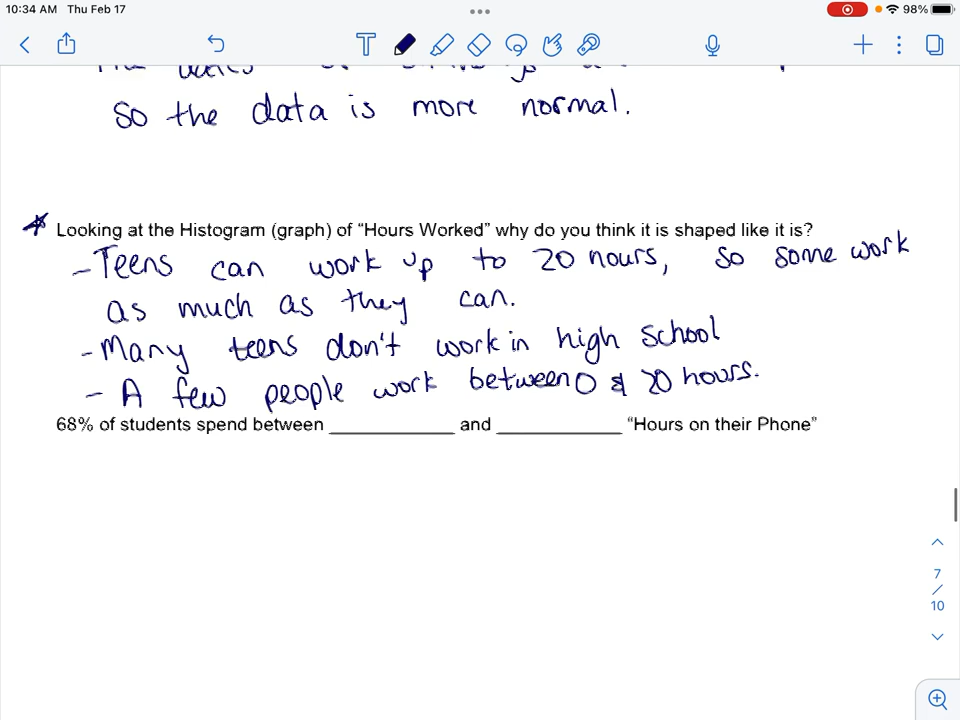 10:34 AM Thu Feb 17
98%
so the data is more normal.
Looking at the Histogram (graph) of “Hours Worked” why do you think it is shaped like it is?
- Teens can work up to 20 hours, so some work
as much as they can.
- Many teens don't work in high school
- A few people work between 0 & 20 hours.
68% of students spend between ____________ and ____________ “Hours on their Phone”
7
/
10